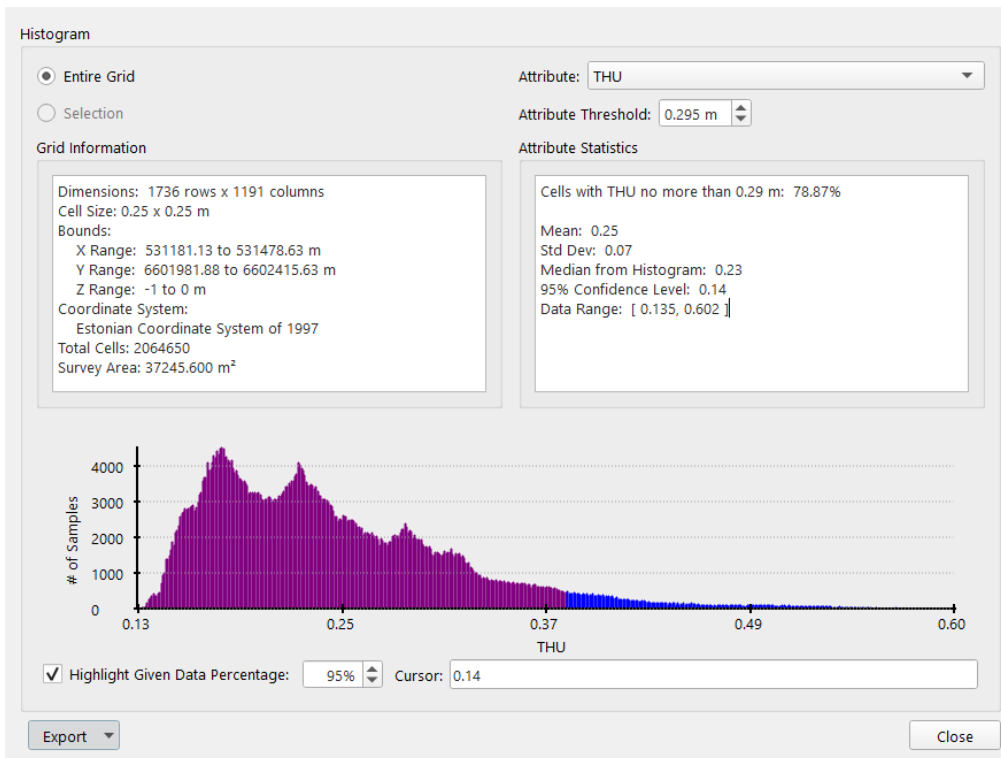 Histogram
Entire Grid
Selection
Attribute: THU
Attribute Threshold: 0.295 m
Grid Information
Dimensions: 1736 rows x 1191 columns
Cell Size: 0.25 x 0.25 m
Bounds:
X Range: 531181.13 to 531478.63 m
Y Range: 6601981.88 to 6602415.63 m
Z Range: -1 to 0 m
Coordinate System:
Estonian Coordinate System of 1997
Total Cells: 2064650
Survey Area: 37245.600 m²
Attribute Statistics
Cells with THU no more than 0.29 m: 78.87%
Mean: 0.25
Std Dev: 0.07
Median from Histogram: 0.23
95% Confidence Level: 0.14
Data Range: [ 0.135, 0.602 ]
# of Samples
4000
3000
2000
1000
0
0.13 0.25 0.37 0.49 0.60
THU
Highlight Given Data Percentage: 95% Cursor: 0.14
Export Close